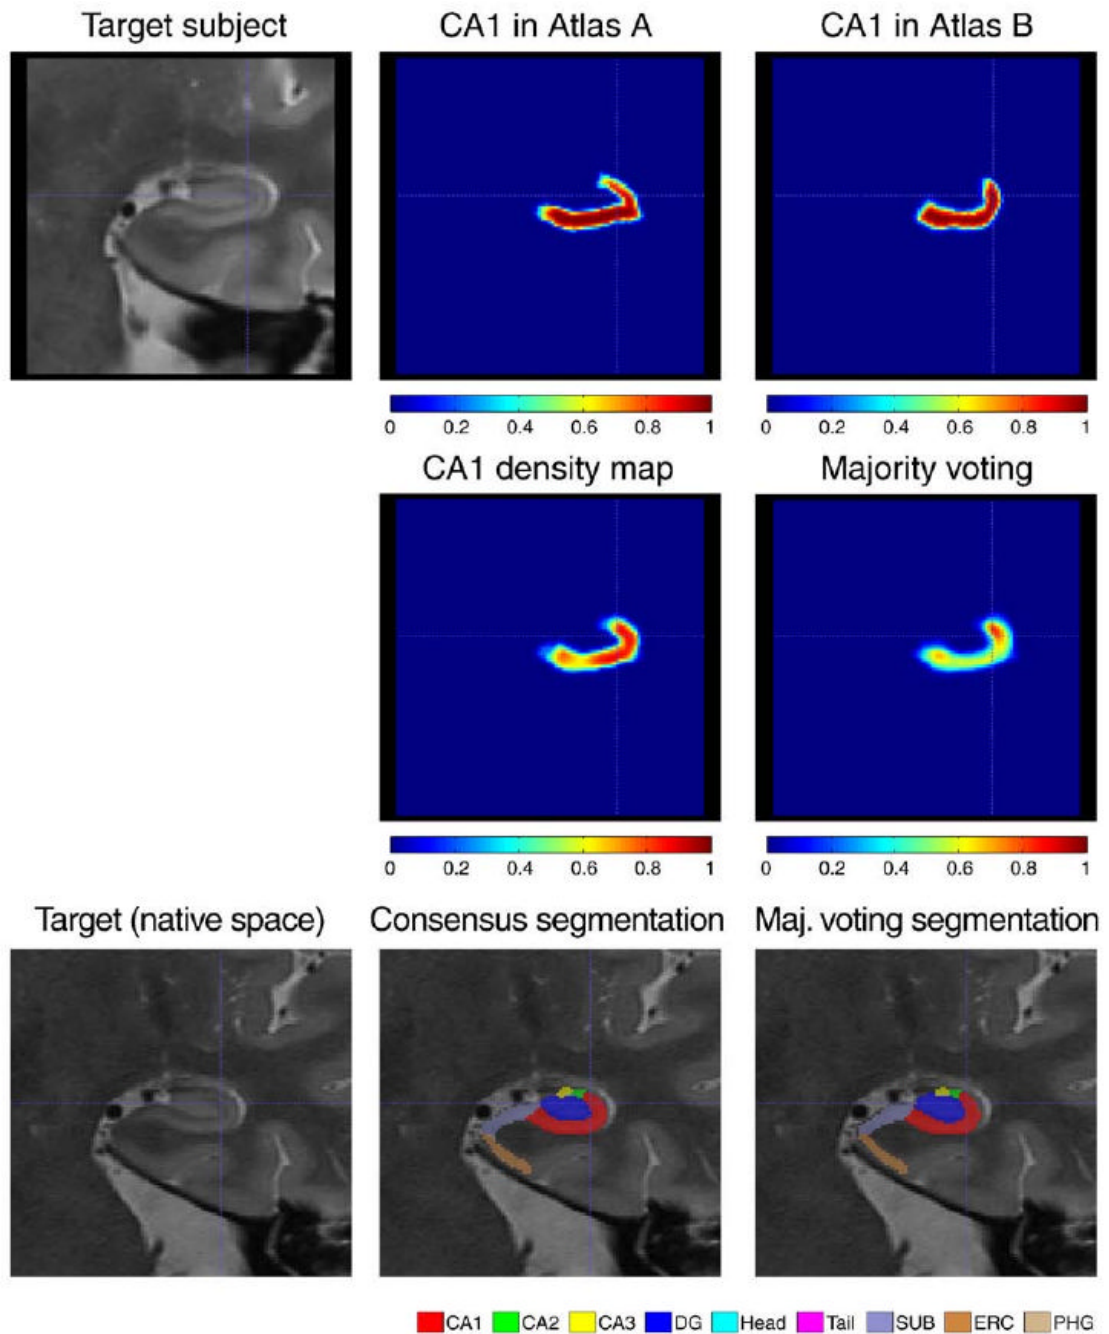 Target subject CA1 in Atlas A CA1 in Atlas B
0 0.2 0.4 0.6 0.8 1 0 0.2 0.4 0.6 0.8 1
CA1 density map Majority voting
0 0.2 0.4 0.6 0.8 1 0 0.2 0.4 0.6 0.8 1
Target (native space) Consensus segmentation Maj. voting segmentation
CA1 CA2 CA3 DG Head Tail SUB ERC PHG